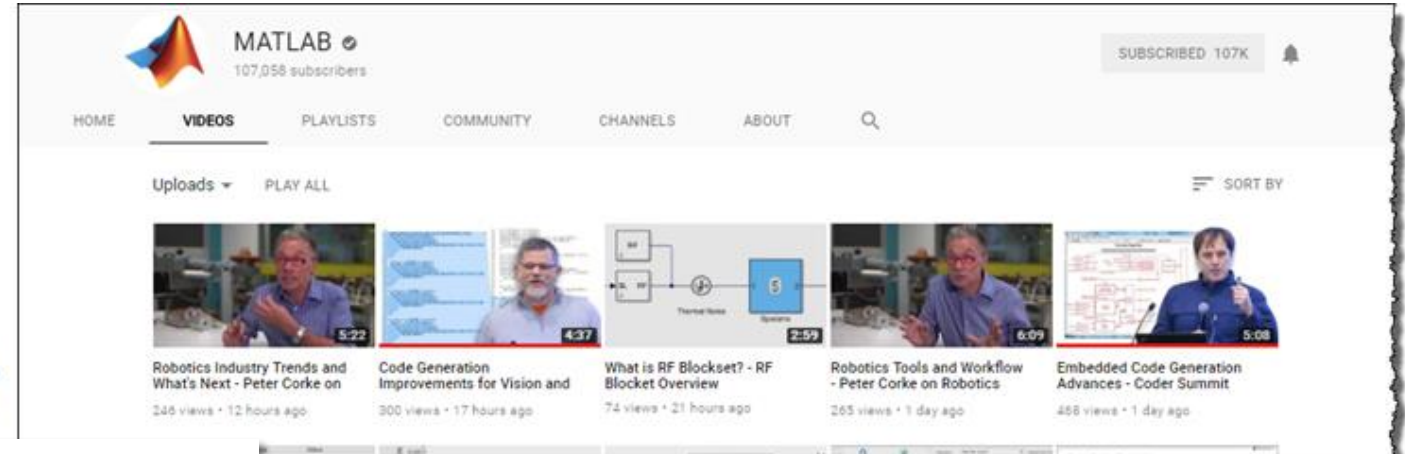 MATLAB
107,058 subscribers
SUBSCRIBED 107K
HOME VIDEOS PLAYLISTS COMMUNITY CHANNELS ABOUT
Uploads PLAY ALL SORT BY
5:22 4:37 2:59 6:09 5:08
Thermal Noise
Robotics Industry Trends and
What's Next - Peter Corke on
246 views • 12 hours ago
Code Generation
Improvements for Vision and
300 views • 17 hours ago
What is RF Blockset? - RF
Blocket Overview
74 views • 21 hours ago
Robotics Tools and Workflow
- Peter Corke on Robotics
265 views • 1 day ago
Embedded Code Generation
Advances - Coder Summit
468 views • 1 day ago